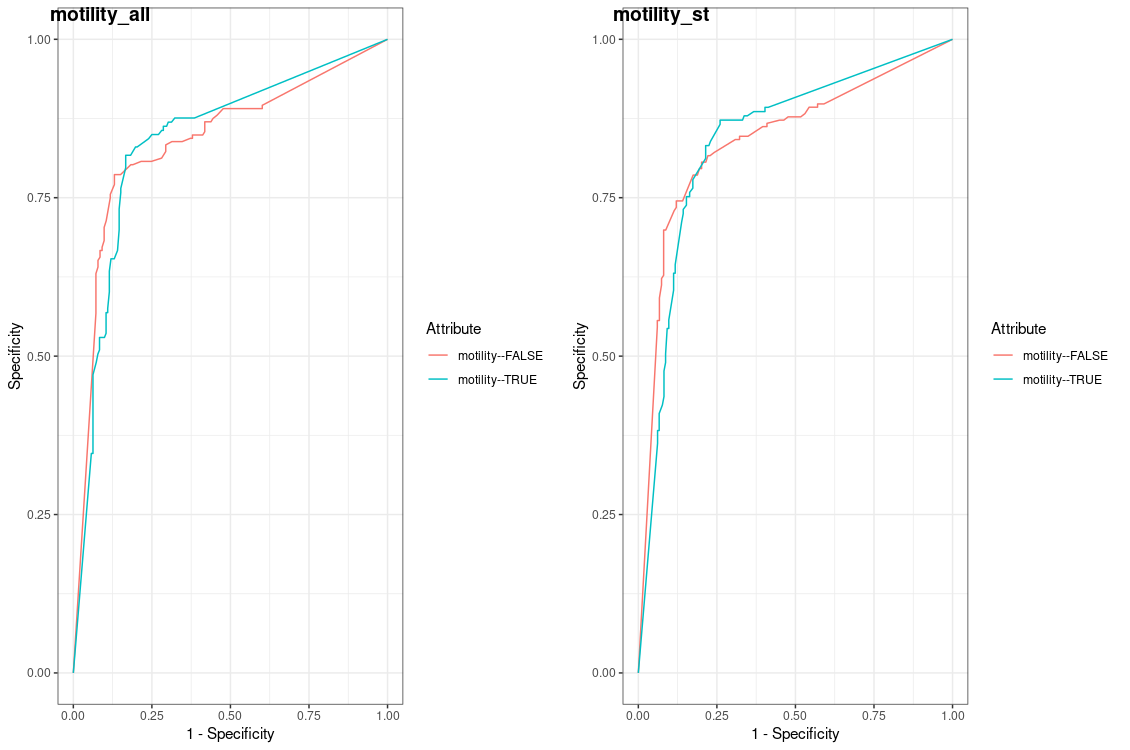 motility_all
1.00
0.75
0.50
0.25
0.00
Specificity
0.00 0.25 0.50 0.75 1.00
1 - Specificity
Attribute
motility--FALSE
motility--TRUE
motility_st
1.00
0.75
0.50
0.25
0.00
Specificity
0.00 0.25 0.50 0.75 1.00
1 - Specificity
Attribute
motility--FALSE
motility--TRUE